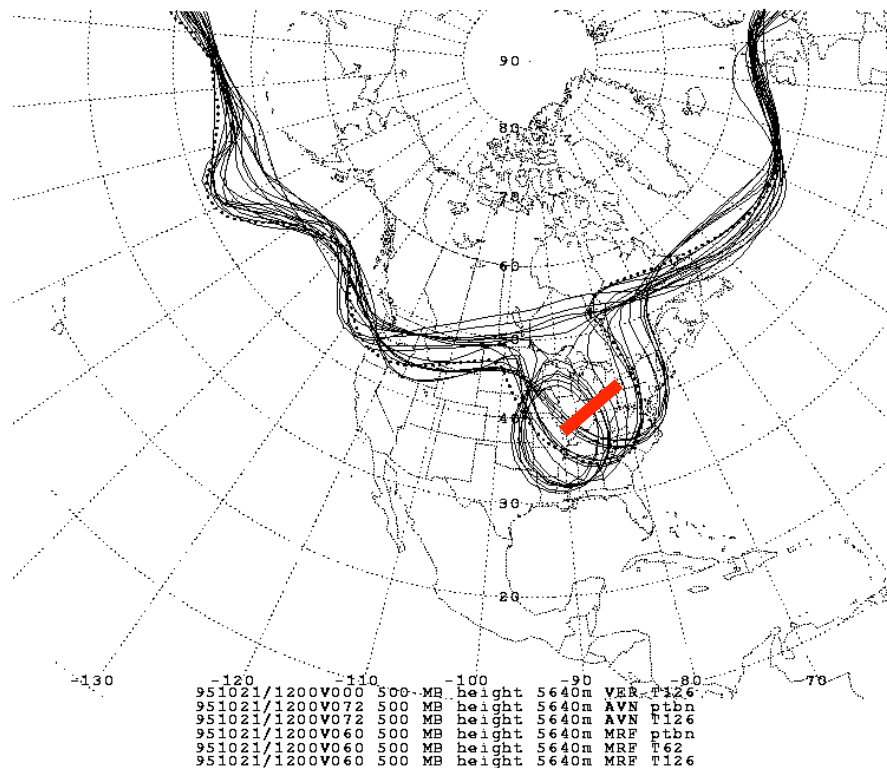 90
80
70
60
50
40
30
20
-130 -120 -110 -100 -90 -80 70
951021/1200V000 500 MB height 5640m VER T126
951021/1200V072 500 MB height 5640m AVN ptbn
951021/1200V072 500 MB height 5640m AVN T126
951021/1200V060 500 MB height 5640m MRF ptbn
951021/1200V060 500 MB height 5640m MRF T62
951021/1200V060 500 MB height 5640m MRF T126